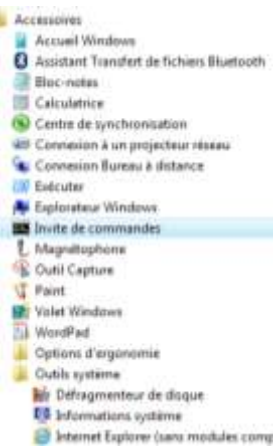 Accessoires
Accueil Windows
Assistant Transfert de fichiers Bluetooth
Bloc-notes
Calculatrice
Centre de synchronisation
Connexion à un projecteur réseau
Connexion Bureau à distance
Exécuter
Explorateur Windows
Invite de commandes
Magnétophone
Outil Capture
Paint
Volet Windows
WordPad
Options d'ergonomie
Outils système
Défragmenteur de disque
Informations système
Internet Explorer (sans modules comp